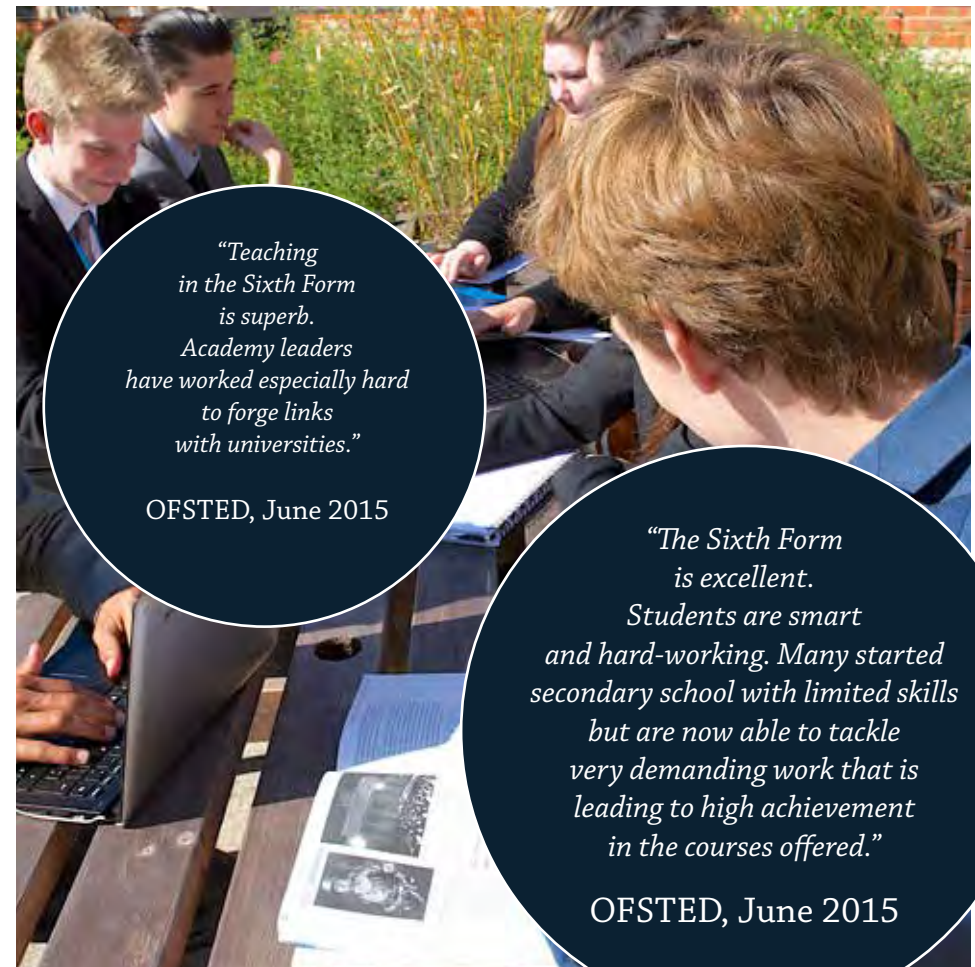 “Teaching
in the Sixth Form
is superb.
Academy leaders
have worked especially hard
to forge links
with universities.”
OFSTED, June 2015
“The Sixth Form
is excellent.
Students are smart
and hard-working. Many started
secondary school with limited skills
but are now able to tackle
very demanding work that is
leading to high achievement
in the courses offered.”
OFSTED, June 2015